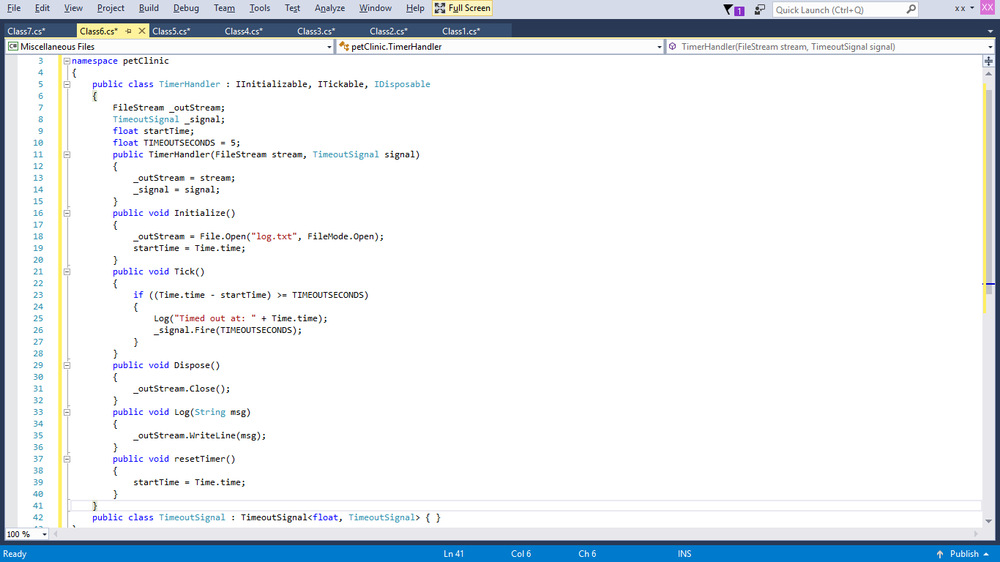 File Edit View Project Build Debug Team Tools Test Analyze Window Help Full Screen 1 Quick Launch (Ctrl+Q) x x XX
Class7.cs* Class6.cs* Class5.cs* Class4.cs* Class3.cs* Class2.cs* Class1.cs*
C# Miscellaneous Files petClinic.TimerHandler TimerHandler(FileStream stream, TimeoutSignal signal)
3 namespace petClinic
4 {
5 public class TimerHandler : IInitializable, ITickable, IDisposable
6 {
7 FileStream _outStream;
8 TimeoutSignal _signal;
9 float startTime;
10 float TIMEOUTSECONDS = 5;
11 public TimerHandler(FileStream stream, TimeoutSignal signal)
12 {
13 _outStream = stream;
14 _signal = signal;
15 }
16 public void Initialize()
17 {
18 _outStream = File.Open("log.txt", FileMode.Open);
19 startTime = Time.time;
20 }
21 public void Tick()
22 {
23 if ((Time.time - startTime) >= TIMEOUTSECONDS)
24 {
25 Log("Timed out at: " + Time.time);
26 _signal.Fire(TIMEOUTSECONDS);
27 }
28 }
29 public void Dispose()
30 {
31 _outStream.Close();
32 }
33 public void Log(String msg)
34 {
35 _outStream.WriteLine(msg);
36 }
37 public void resetTimer()
38 {
39 startTime = Time.time;
40 }
41 }
42 public class TimeoutSignal : TimeoutSignal<float, TimeoutSignal> { }
100 %
Ready Ln 41 Col 6 Ch 6 INS Publish